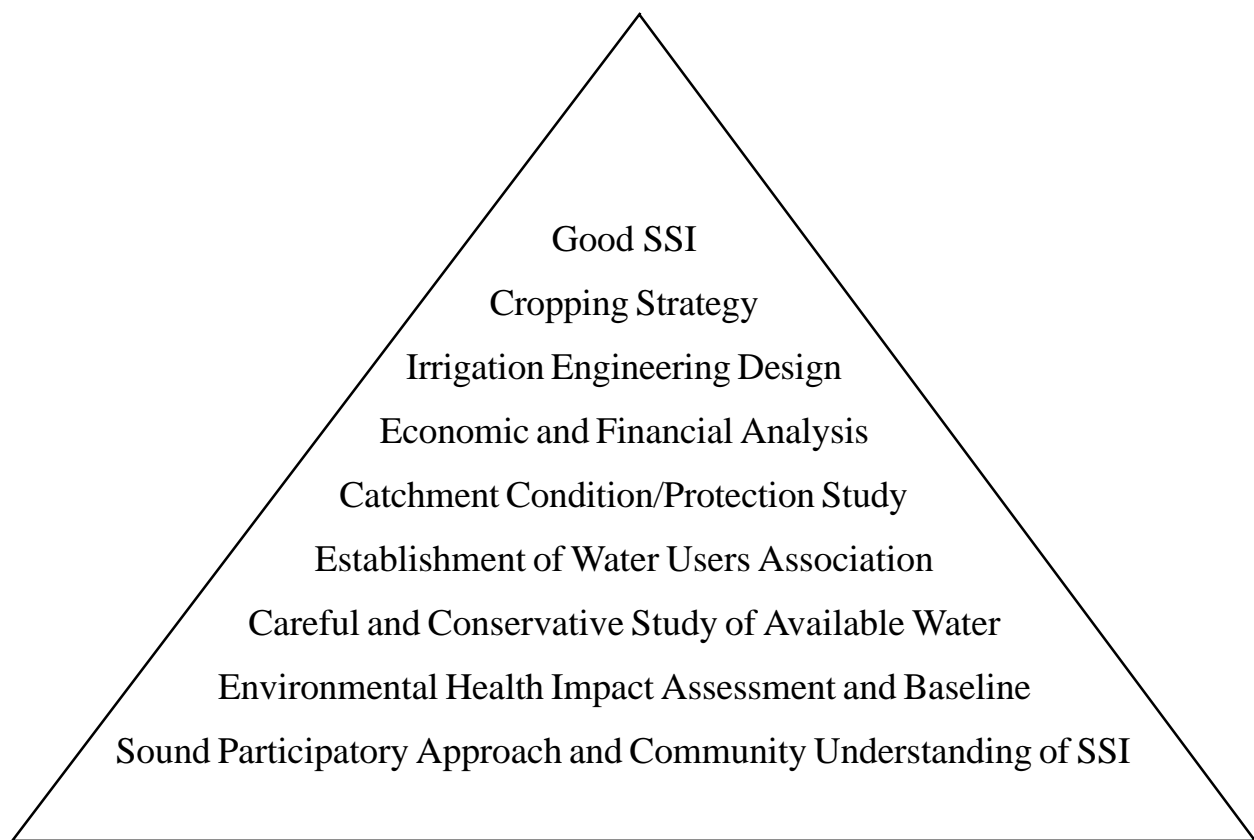 Good SSI
Cropping Strategy
Irrigation Engineering Design
Economic and Financial Analysis
Catchment Condition/Protection Study
Establishment of Water Users Association
Careful and Conservative Study of Available Water
Environmental Health Impact Assessment and Baseline
Sound Participatory Approach and Community Understanding of SSI